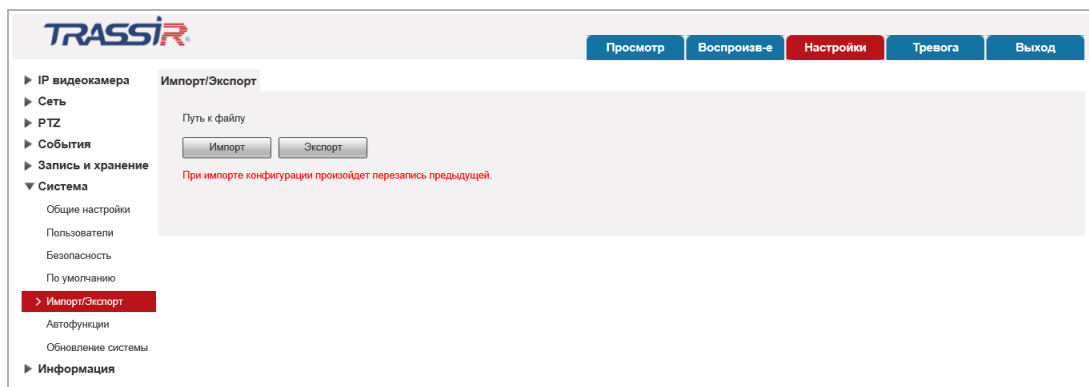 TRASSIR
Просмотр Воспроизв-е Настройки Тревога Выход
IP видеокамера
Сеть
PTZ
События
Запись и хранение
Система
Общие настройки
Пользователи
Безопасность
По умолчанию
Импорт/Экспорт
Автофункции
Обновление системы
Информация
Импорт/Экспорт
Путь к файлу
Импорт Экспорт
При импорте конфигурации произойдет перезапись предыдущей.